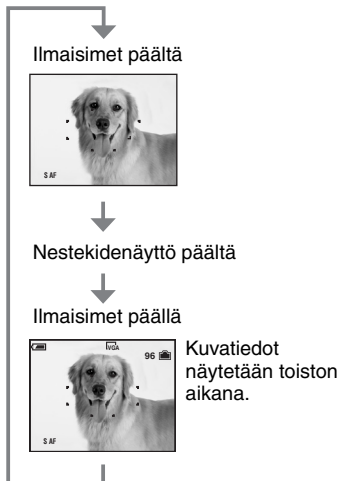 Ilmaisimet päältä
S AF
Nestekidenäyttö päältä
Ilmaisimet päällä
VGA
96
S AF
Kuvatiedot
näytetään toiston
aikana.